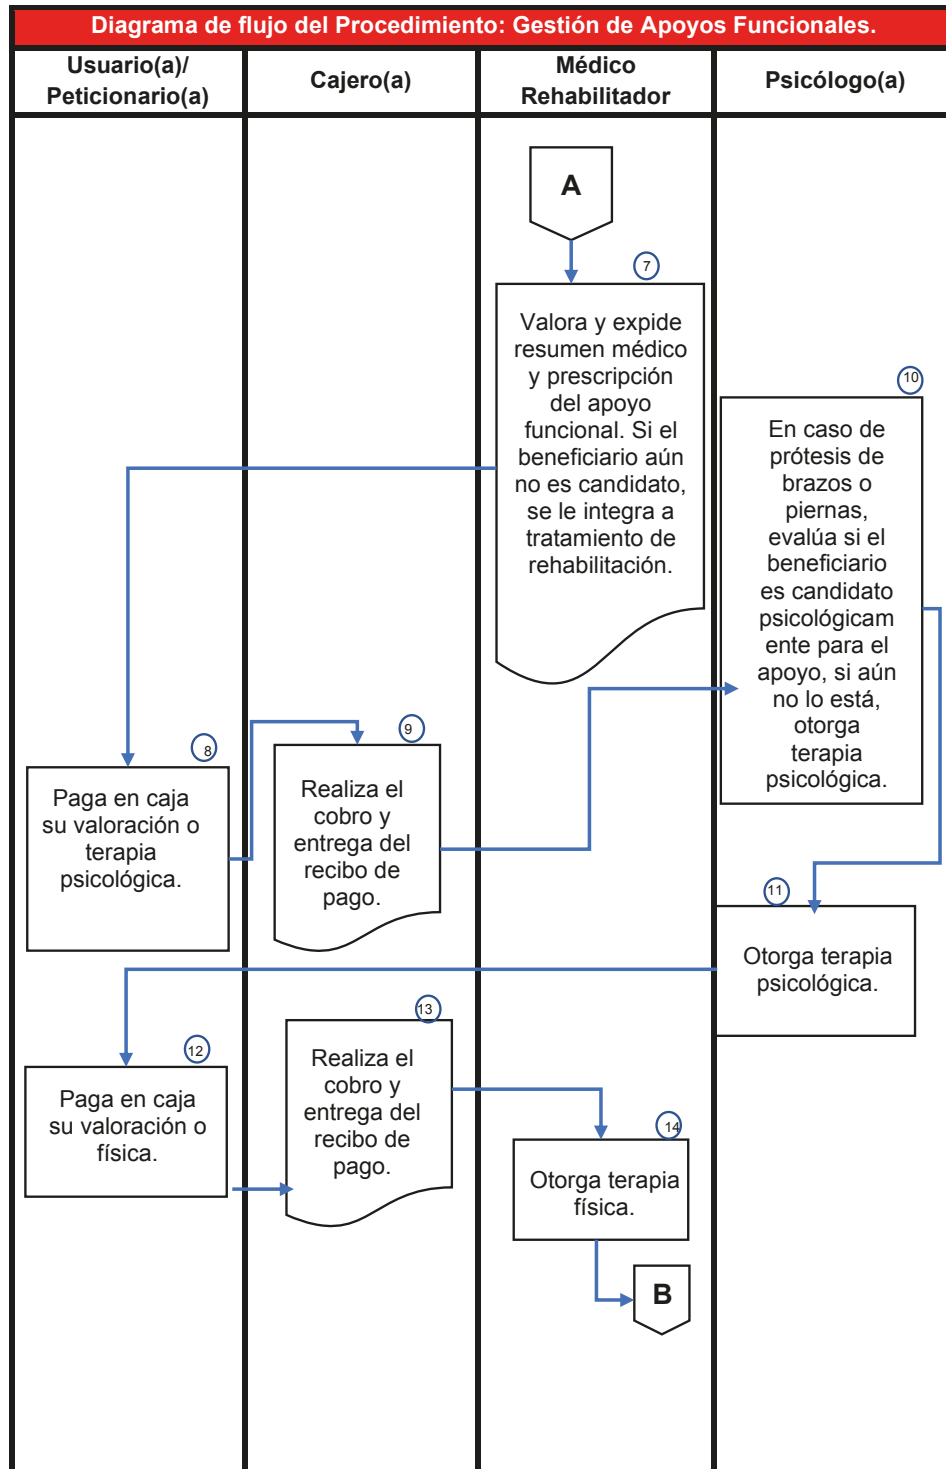 Diagrama de flujo del Procedimiento: Gestión de Apoyos Funcionales.
Usuario(a)/
Peticionario(a)
Cajero(a)
Médico
Rehabilitador
Psicólogo(a)
A
7
Valora y expide
resumen médico
y prescripción
del apoyo
funcional. Si el
beneficiario aún
no es candidato,
se le integra a
tratamiento de
rehabilitación.
8
Paga en caja
su valoración o
terapia
psicológica.
9
Realiza el
cobro y
entrega del
recibo de
pago.
10
En caso de
prótesis de
brazos o
piernas,
evalúa si el
beneficiario
es candidato
psicológicam
ente para el
apoyo, si aún
no lo está,
otorga
terapia
psicológica.
11
Otorga terapia
psicológica.
12
Paga en caja
su valoración o
física.
13
Realiza el
cobro y
entrega del
recibo de
pago.
14
Otorga terapia
física.
B